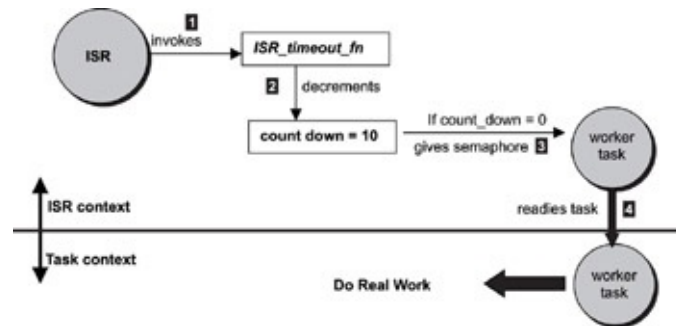 1
invokes
ISR
ISR_timeout_fn
2 decrements
count down = 10
If count_down = 0
gives semaphore 3
worker
task
readies task 4
ISR context
Task context
Do Real Work
worker
task